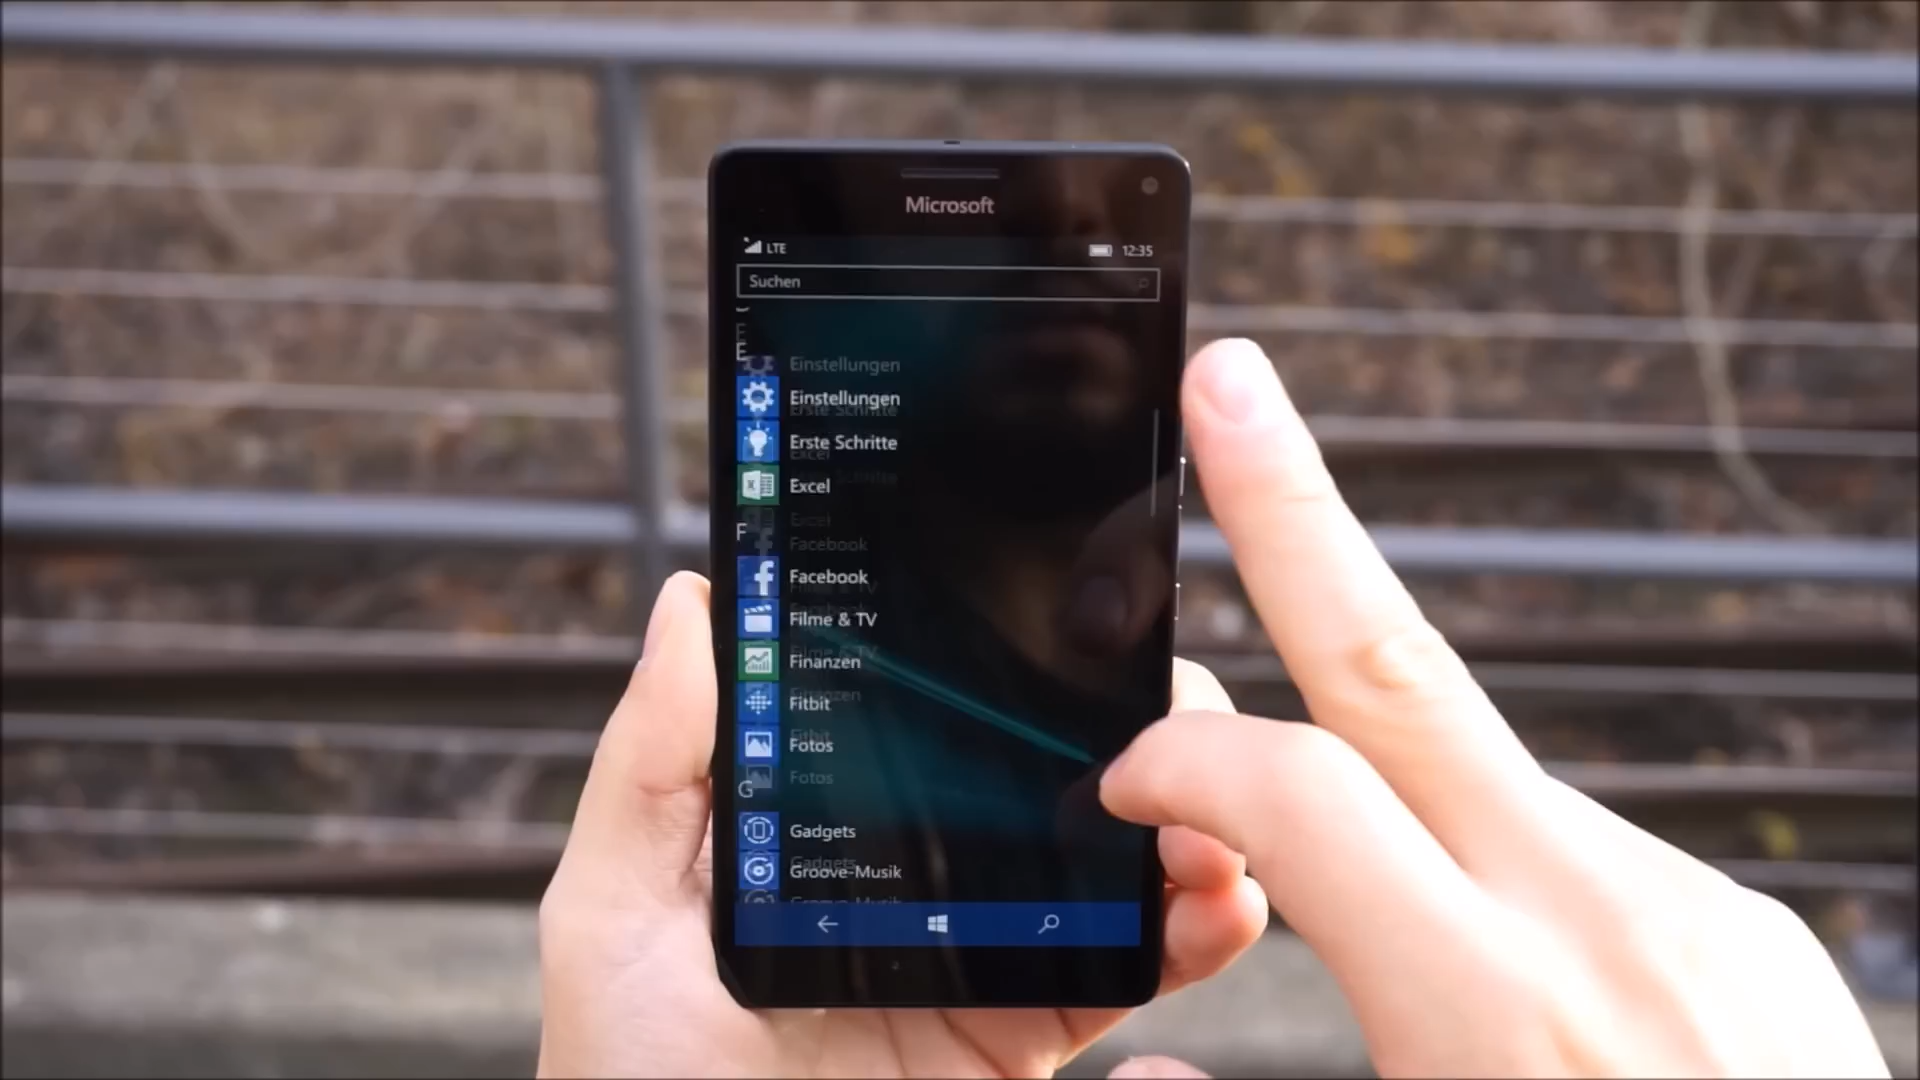 Microsoft
LTE 12:35
Suchen
E
Einstellungen
Erste Schritte
Excel
F
Facebook
Filme & TV
Finanzen
Fitbit
Fotos
G
Gadgets
Groove-Musik